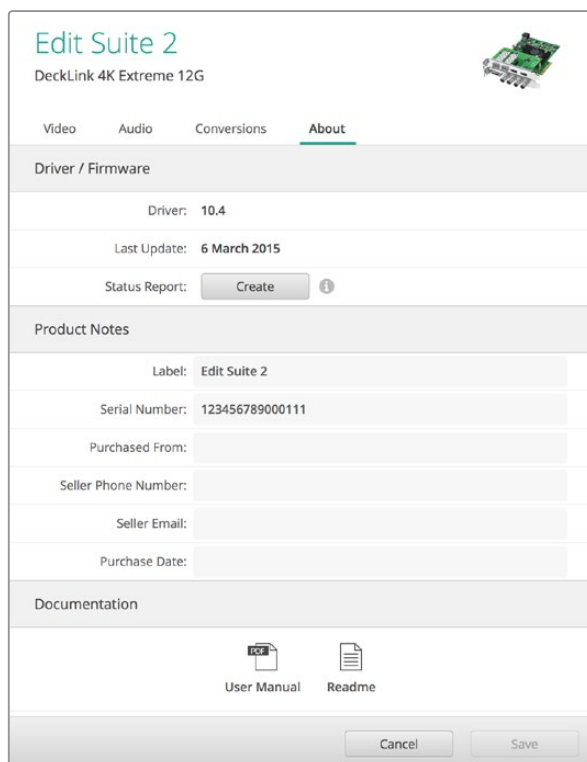 Edit Suite 2
DeckLink 4K Extreme 12G
Video Audio Conversions About
Driver / Firmware
Driver: 10.4
Last Update: 6 March 2015
Status Report: Create
Product Notes
Label: Edit Suite 2
Serial Number: 123456789000111
Purchased From:
Seller Phone Number:
Seller Email:
Purchase Date:
Documentation
PDF
User Manual Readme
Cancel Save